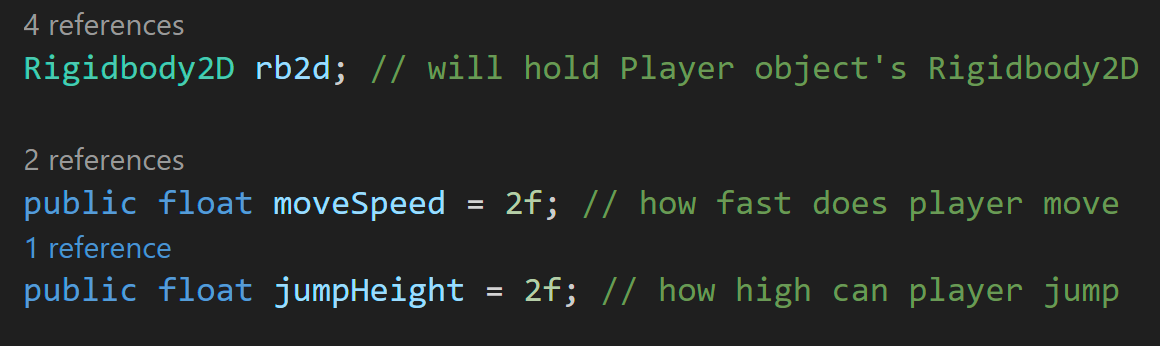 4 references
Rigidbody2D rb2d; // will hold Player object's Rigidbody2D
2 references
public float moveSpeed = 2f; // how fast does player move
1 reference
public float jumpHeight = 2f; // how high can player jump